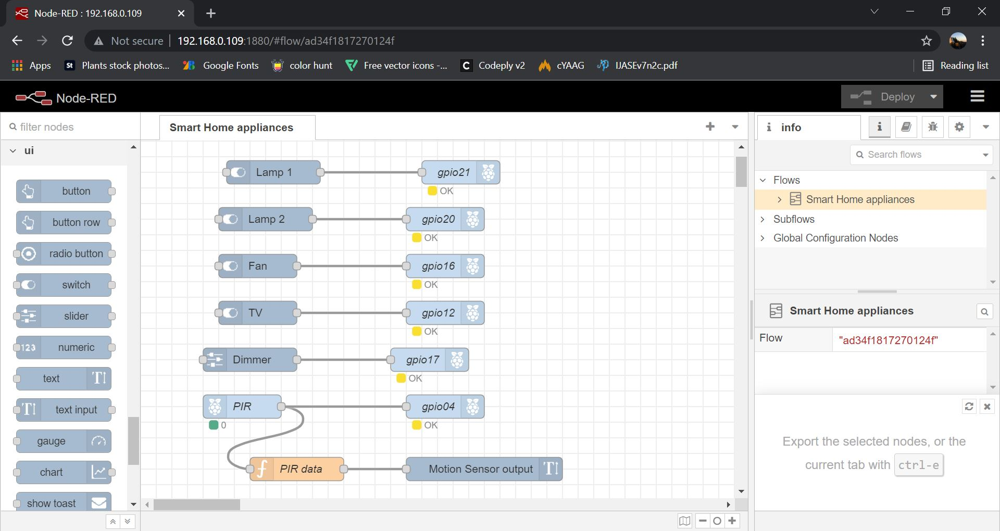 Node-RED : 192.168.0.109
Not secure
192.168.0.109:1880/#flow/ad34f1817270124f
Apps
St
Plants stock photos...
Google Fonts
color hunt
Free vector icons -...
C
Codeply v2
cYAAG
IJASEv7n2c.pdf
Reading list
Node-RED
Deploy
filter nodes
ui
button
button row
radio button
switch
slider
123 numeric
text
text input
gauge
chart
show toast
Smart Home appliances
Lamp 1
gpio21
OK
Lamp 2
gpio20
OK
Fan
gpio16
OK
TV
gpio12
OK
Dimmer
gpio17
OK
PIR
0
gpio04
OK
f PIR data
Motion Sensor output
i info
i
Search flows
Flows
Smart Home appliances
Subflows
Global Configuration Nodes
Smart Home appliances
Flow
"ad34f1817270124f"
Export the selected nodes, or the
current tab with ctrl-e